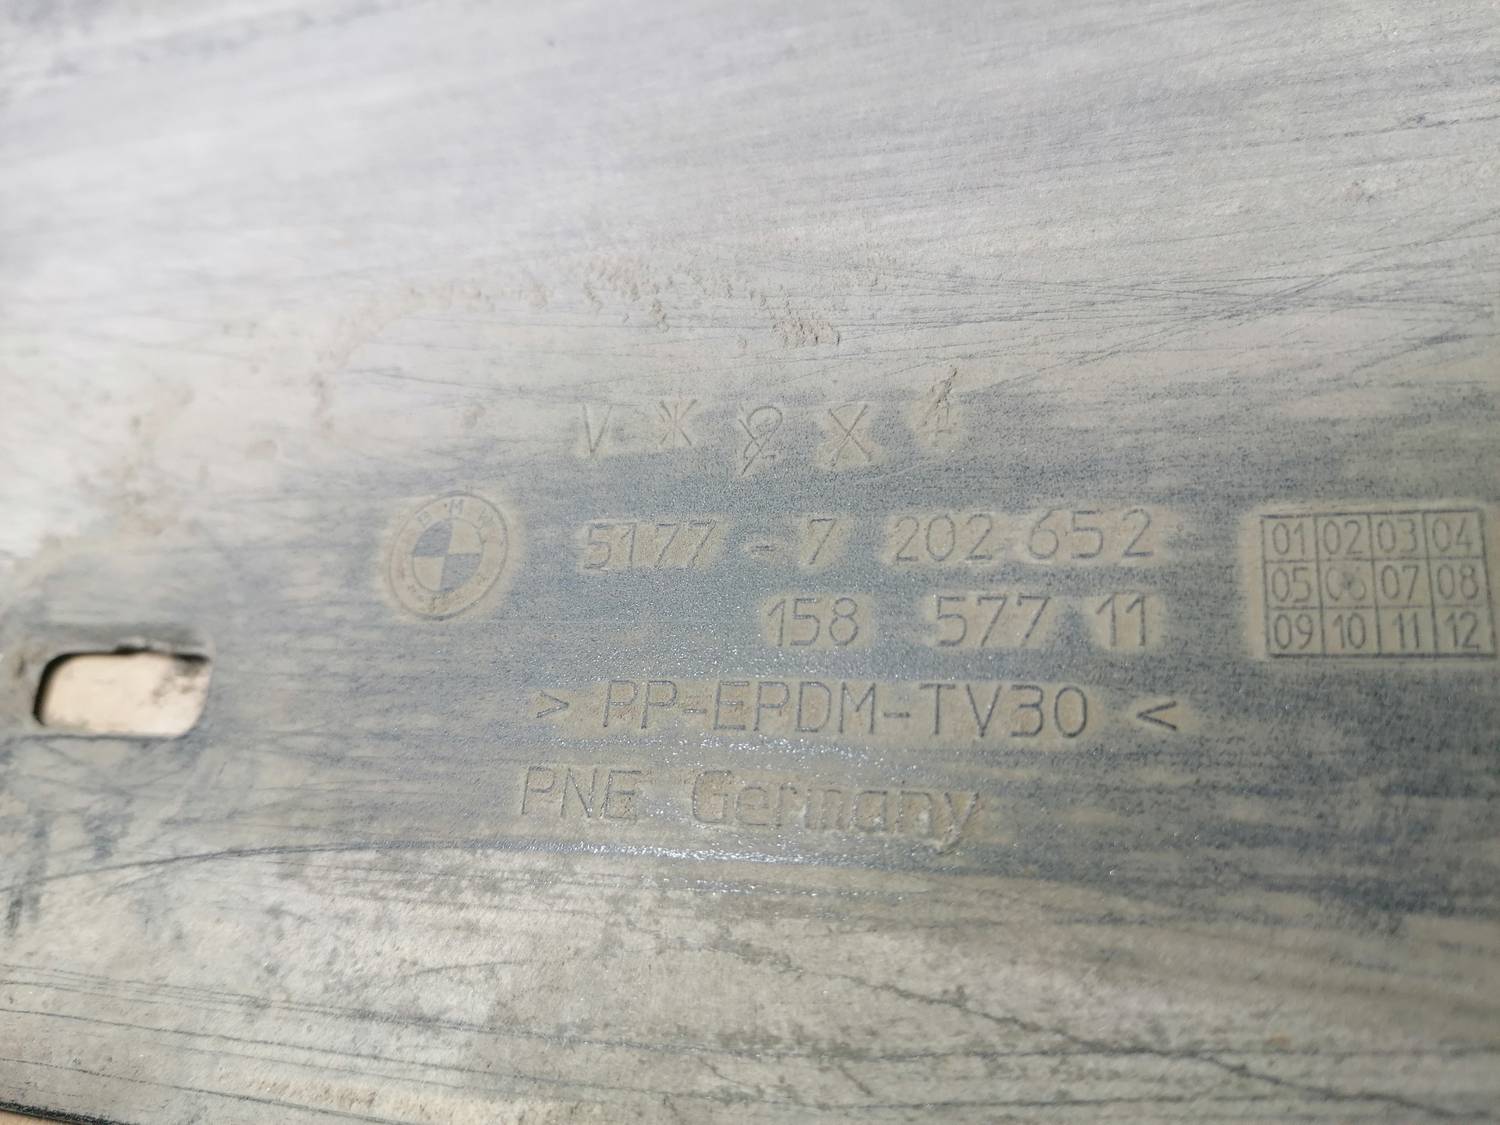 BMW
5177 - 7 202 652
158 577 11
> PP-EPDM-TV30 <
PNE Germany
01 02 03 04
05 06 07 08
09 10 11 12